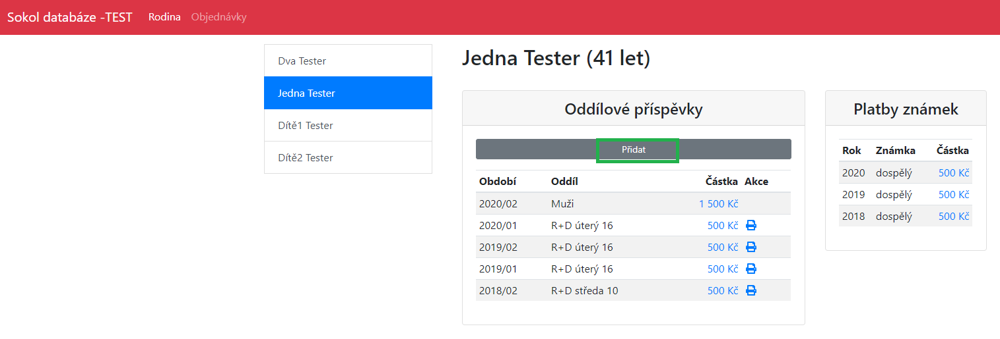 Sokol databáze -TEST Rodina Objednávky
Dva Tester
Jedna Tester
Dítě1 Tester
Dítě2 Tester
Jedna Tester (41 let)
Oddílové příspěvky
Přidat
Období Oddíl Částka Akce
2020/02 Muži 1 500 Kč
2020/01 R+D úterý 16 500 Kč
2019/02 R+D úterý 16 500 Kč
2019/01 R+D úterý 16 500 Kč
2018/02 R+D středa 10 500 Kč
Platby známek
Rok Známka Částka
2020 dospělý 500 Kč
2019 dospělý 500 Kč
2018 dospělý 500 Kč